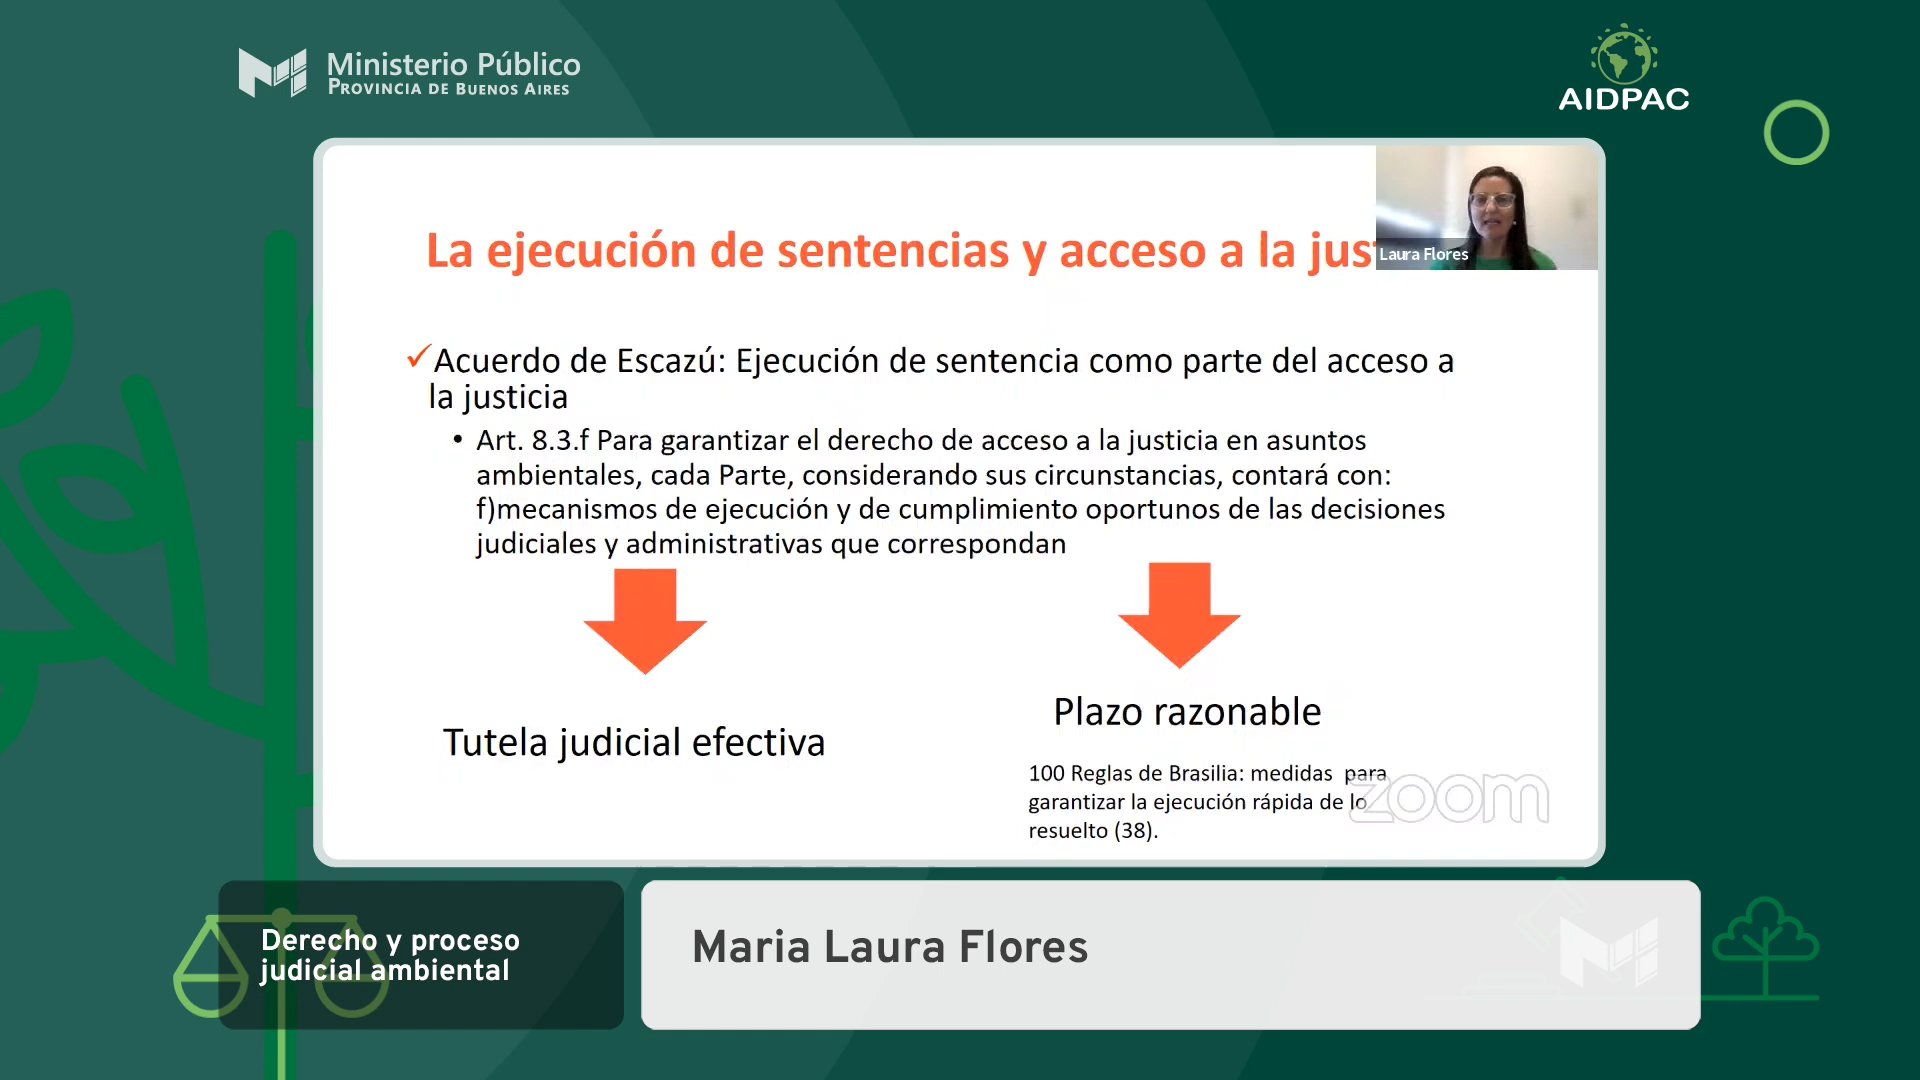 Ministerio Público
PROVINCIA DE BUENOS AIRES
AIDPAC
La ejecución de sentencias y acceso a la jus
Laura Flores
✓Acuerdo de Escazú: Ejecución de sentencia como parte del acceso a
la justicia
• Art. 8.3.f Para garantizar el derecho de acceso a la justicia en asuntos
ambientales, cada Parte, considerando sus circunstancias, contará con:
f)mecanismos de ejecución y de cumplimiento oportunos de las decisiones
judiciales y administrativas que correspondan
Tutela judicial efectiva
Plazo razonable
100 Reglas de Brasilia: medidas para
garantizar la ejecución rápida de lo
resuelto (38).
zoom
Derecho y proceso
judicial ambiental
Maria Laura Flores